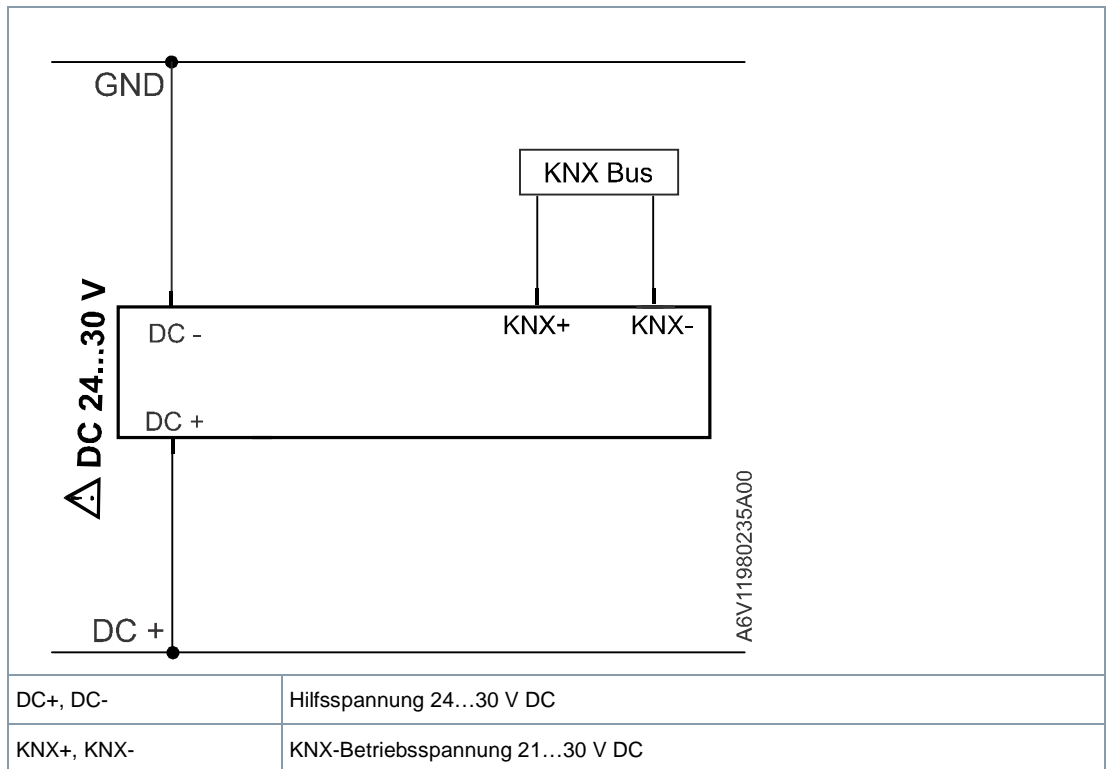 GND
KNX Bus
DC 24...30 V
DC -
KNX+
KNX-
DC +
A6V11980235A00
DC +
DC+, DC-
Hilfsspannung 24…30 V DC
KNX+, KNX-
KNX-Betriebsspannung 21…30 V DC